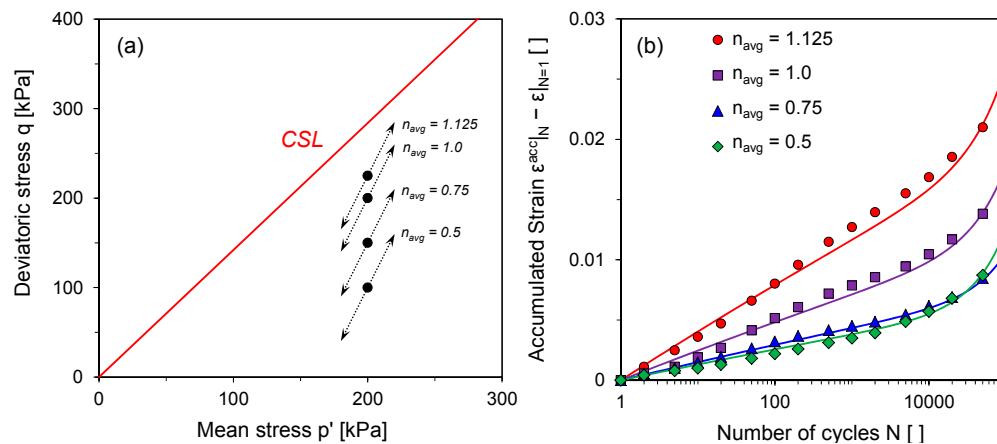 (a)
Deviatoric stress q [kPa]
400
300
200
100
0
CSL
n_avg = 1.125
n_avg = 1.0
n_avg = 0.75
n_avg = 0.5
0
100
200
300
Mean stress p' [kPa]
(b)
Accumulated Strain ε^acc|_N − ε|_N=1 [ ]
0.03
0.02
0.01
0
n_avg = 1.125
n_avg = 1.0
n_avg = 0.75
n_avg = 0.5
1
10
100
1000
10000
Number of cycles N [ ]